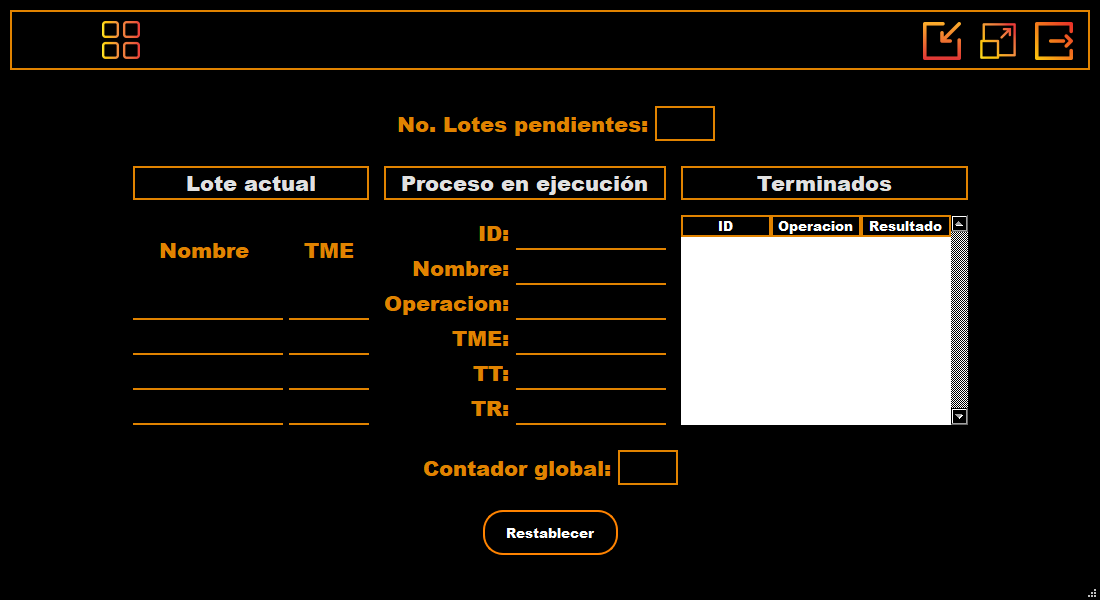 No. Lotes pendientes:
Lote actual
Nombre TME
Proceso en ejecución
ID:
Nombre:
Operacion:
TME:
TT:
TR:
Terminados
ID Operacion Resultado
Contador global:
Restablecer